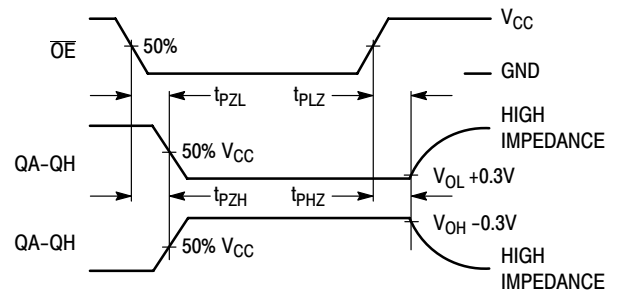 V_CC
O̅E̅
50%
GND
t_PZL
t_PLZ
HIGH
IMPEDANCE
QA–QH
50% V_CC
V_OL +0.3V
t_PZH
t_PHZ
V_OH –0.3V
QA–QH
50% V_CC
HIGH
IMPEDANCE